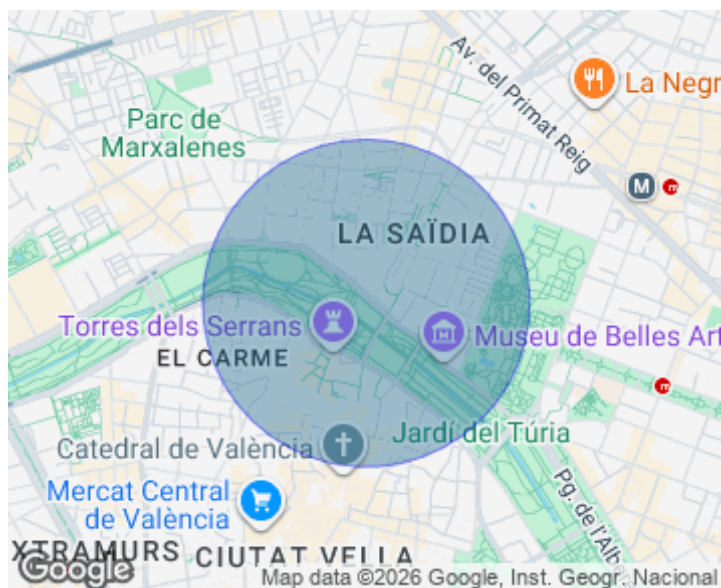 Av. del Primat Reig
La Negr
Parc de
Marxalenes
M
LA SAÏDIA
Torres dels Serrans
Museu de Belles Art
EL CARME
Catedral de València
Jardí del Túria
Mercat Central
de València
Pg. de l'Alb
XTRAMURS
CIUTAT VELLA
Google
Map data ©2026 Google, Inst. Geogr. Nacional